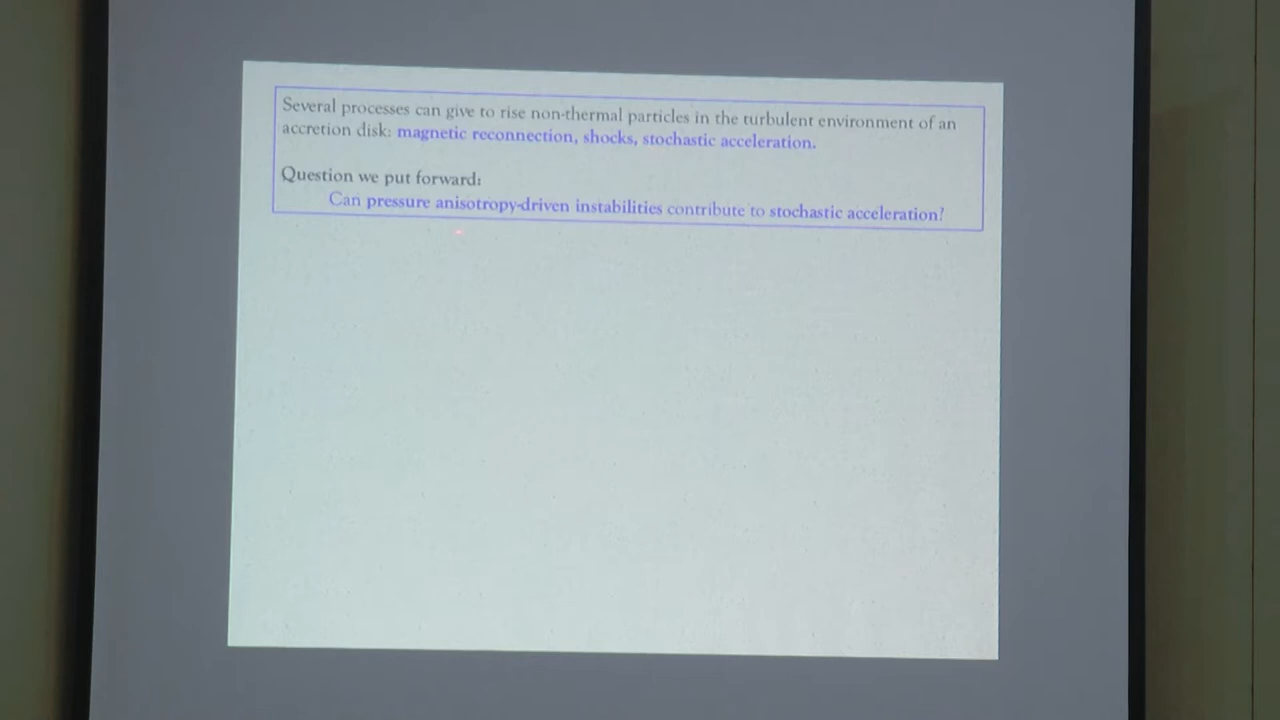 Several processes can give to rise non-thermal particles in the turbulent environment of an
accretion disk: magnetic reconnection, shocks, stochastic acceleration.
Question we put forward:
Can pressure anisotropy-driven instabilities contribute to stochastic acceleration?